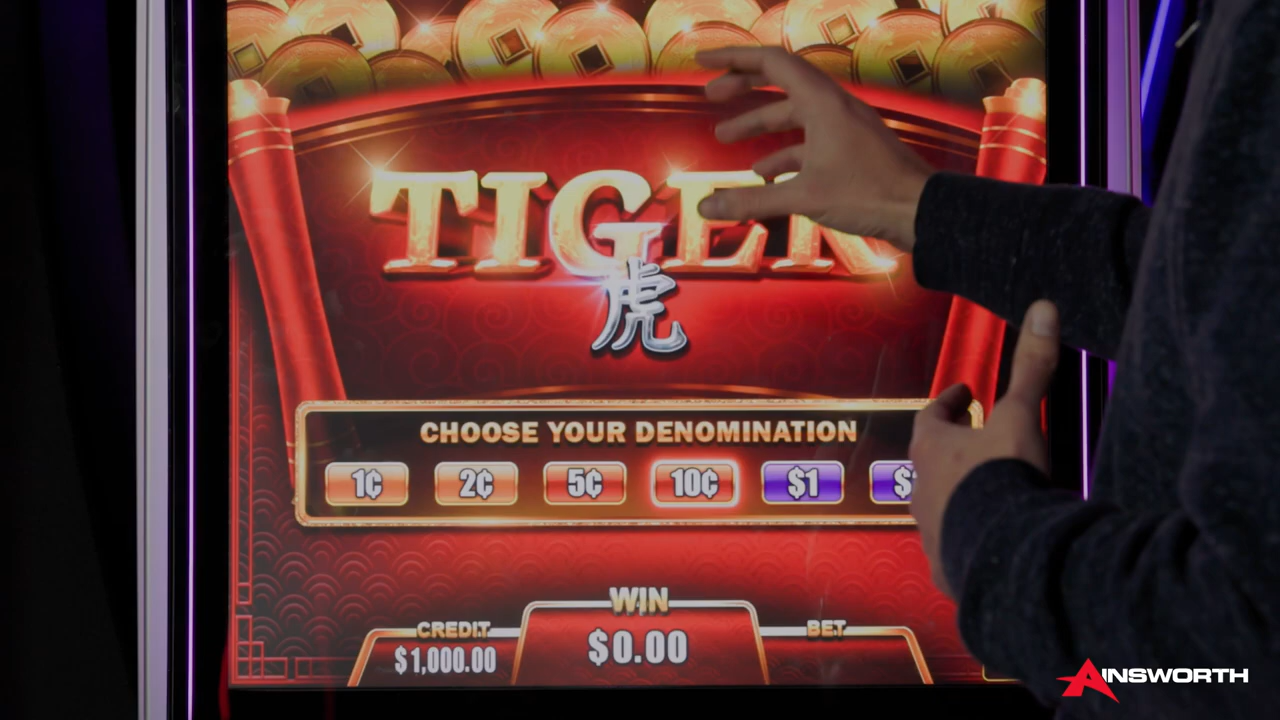 TIGER
虎
CHOOSE YOUR DENOMINATION
1¢ 2¢ 5¢ 10¢ $1
WIN
CREDIT
BET
$1,000.00
$0.00
AINSWORTH